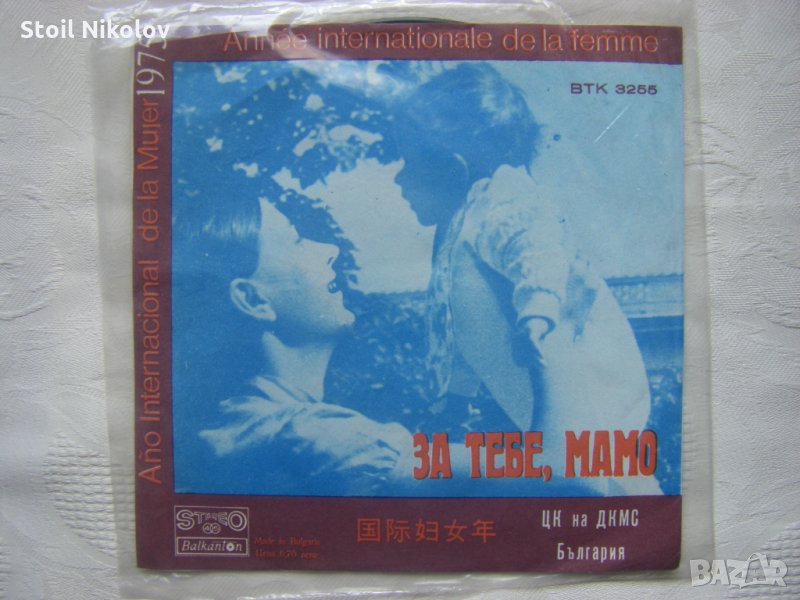 Stoil Nikolov
Année internationale de la femme
Año Internacional de la Mujer 1975
BTK 3255
ЗА ТЕБЕ, МАМО
STEREO
Balkanton
Made in Bulgaria
国际妇女年
ЦК на ДКМС
България
BAZAR